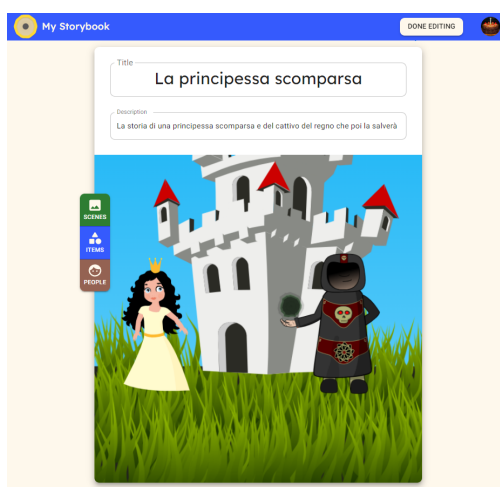 My Storybook
DONE EDITING
Title
La principessa scomparsa
Description
La storia di una principessa scomparsa e del cattivo del regno che poi la salverà
SCENES
ITEMS
PEOPLE